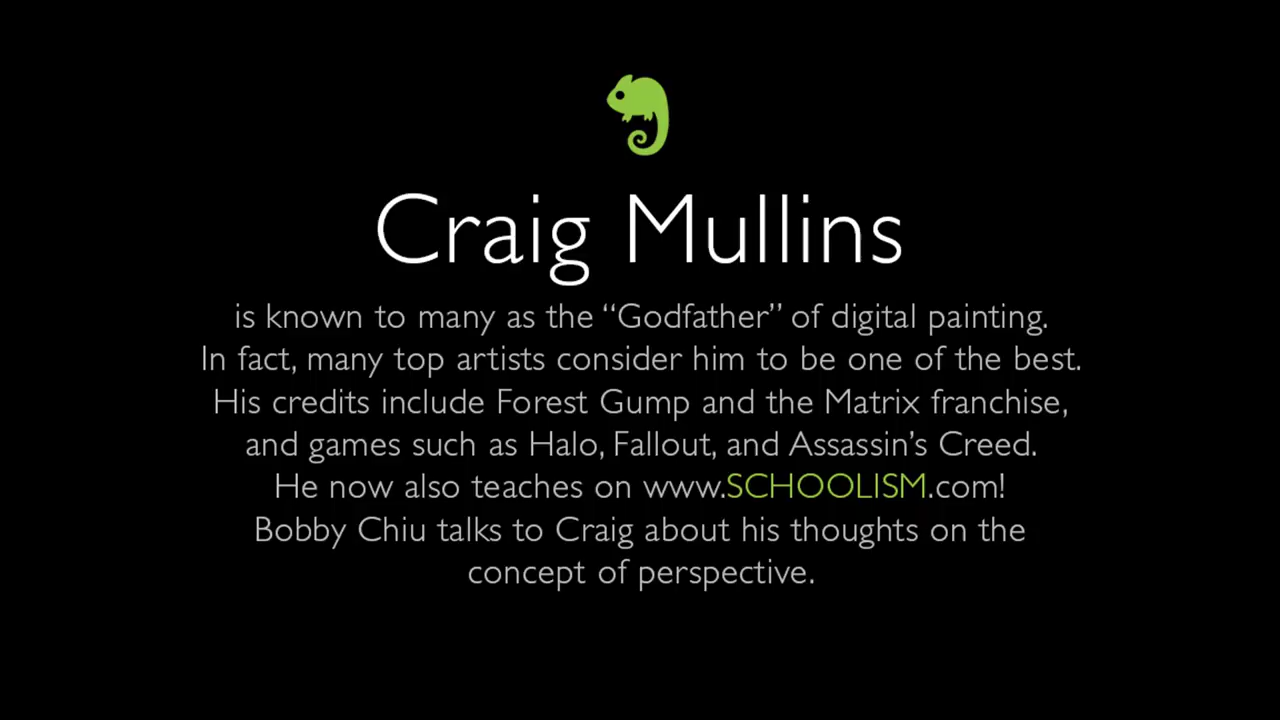 Craig Mullins
is known to many as the “Godfather” of digital painting.
In fact, many top artists consider him to be one of the best.
His credits include Forest Gump and the Matrix franchise,
and games such as Halo, Fallout, and Assassin’s Creed.
He now also teaches on www.SCHOOLISM.com!
Bobby Chiu talks to Craig about his thoughts on the
concept of perspective.